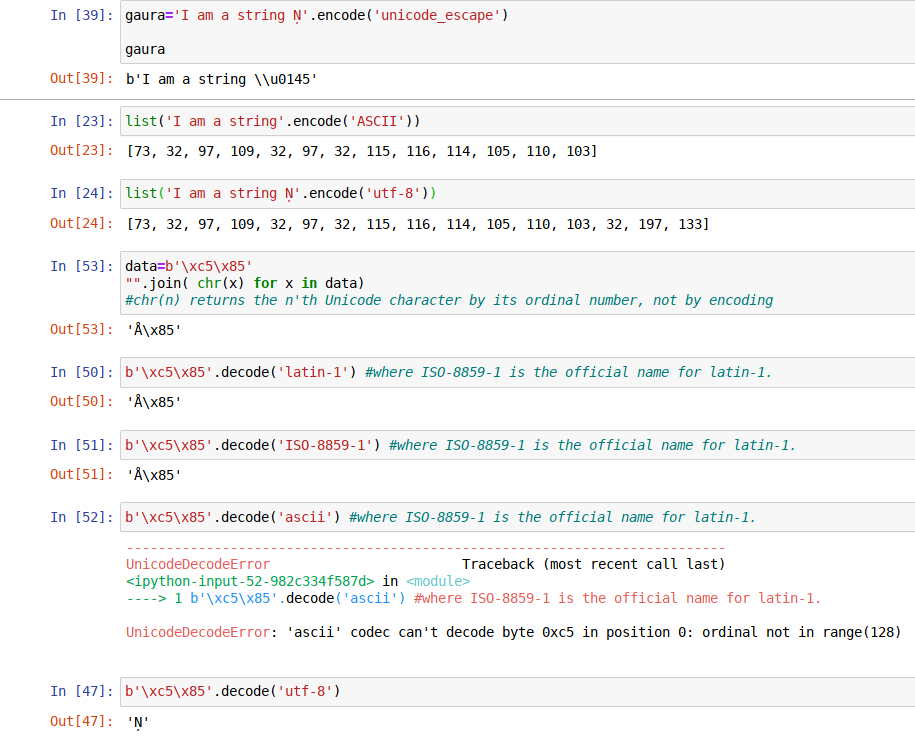 In [39]: gaura='I am a string Ņ'.encode('unicode_escape')
gaura
Out[39]: b'I am a string \\u0145'
In [23]: list('I am a string'.encode('ASCII'))
Out[23]: [73, 32, 97, 109, 32, 97, 32, 115, 116, 114, 105, 110, 103]
In [24]: list('I am a string Ņ'.encode('utf-8'))
Out[24]: [73, 32, 97, 109, 32, 97, 32, 115, 116, 114, 105, 110, 103, 32, 197, 133]
In [53]: data=b'\xc5\x85'
"".join( chr(x) for x in data)
#chr(n) returns the n'th Unicode character by its ordinal number, not by encoding
Out[53]: 'Å\x85'
In [50]: b'\xc5\x85'.decode('latin-1') #where ISO-8859-1 is the official name for latin-1.
Out[50]: 'Å\x85'
In [51]: b'\xc5\x85'.decode('ISO-8859-1') #where ISO-8859-1 is the official name for latin-1.
Out[51]: 'Å\x85'
In [52]: b'\xc5\x85'.decode('ascii') #where ISO-8859-1 is the official name for latin-1.
---------------------------------------------------------------------------
UnicodeDecodeError                        Traceback (most recent call last)
<ipython-input-52-982c334f587d> in <module>
----> 1 b'\xc5\x85'.decode('ascii') #where ISO-8859-1 is the official name for latin-1.
UnicodeDecodeError: 'ascii' codec can't decode byte 0xc5 in position 0: ordinal not in range(128)
In [47]: b'\xc5\x85'.decode('utf-8')
Out[47]: 'Ņ'